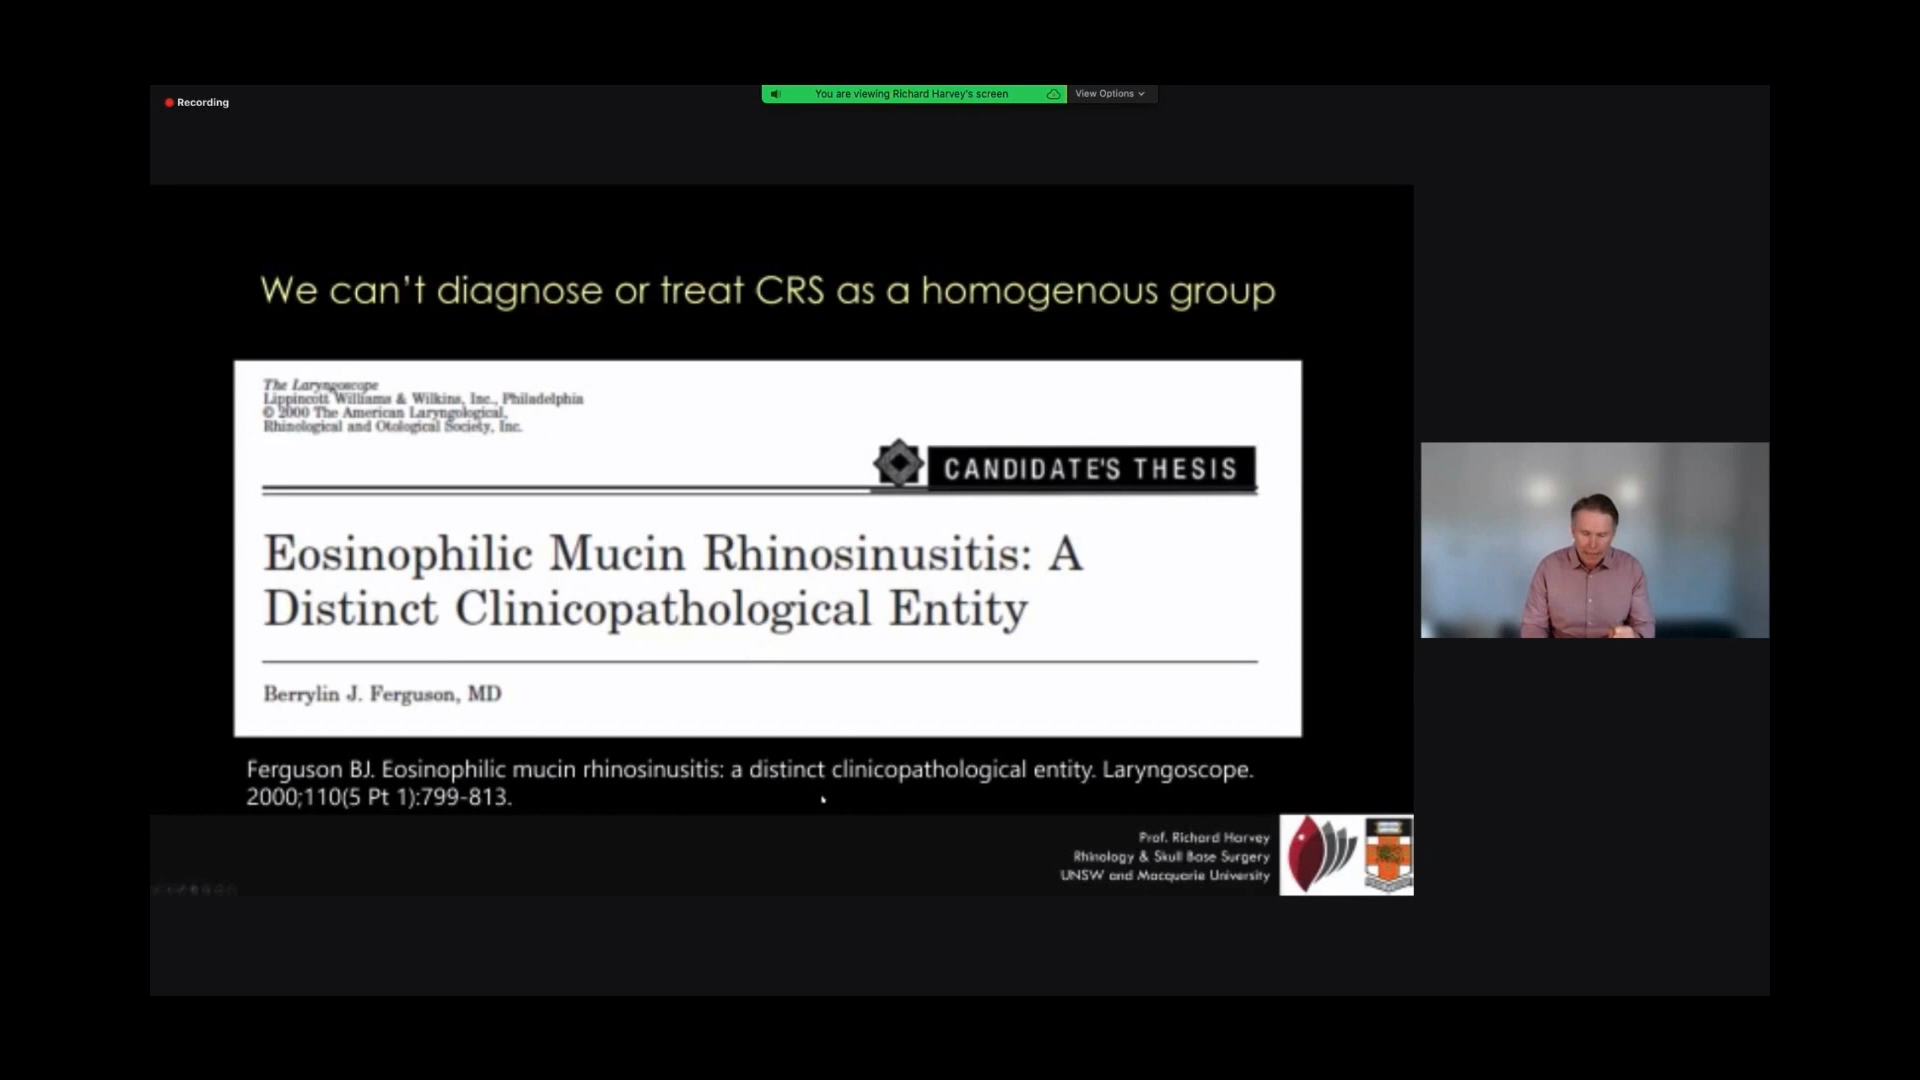 Recording
You are viewing Richard Harvey's screen
View Options
We can't diagnose or treat CRS as a homogenous group
The Laryngoscope
Lippincott Williams & Wilkins, Inc., Philadelphia
© 2000 The American Laryngological,
Rhinological and Otological Society, Inc.
CANDIDATE'S THESIS
Eosinophilic Mucin Rhinosinusitis: A
Distinct Clinicopathological Entity
Berrylin J. Ferguson, MD
Ferguson BJ. Eosinophilic mucin rhinosinusitis: a distinct clinicopathological entity. Laryngoscope.
2000;110(5 Pt 1):799-813.
Prof. Richard Harvey
Rhinology & Skull Base Surgery
UNSW and Macquarie University